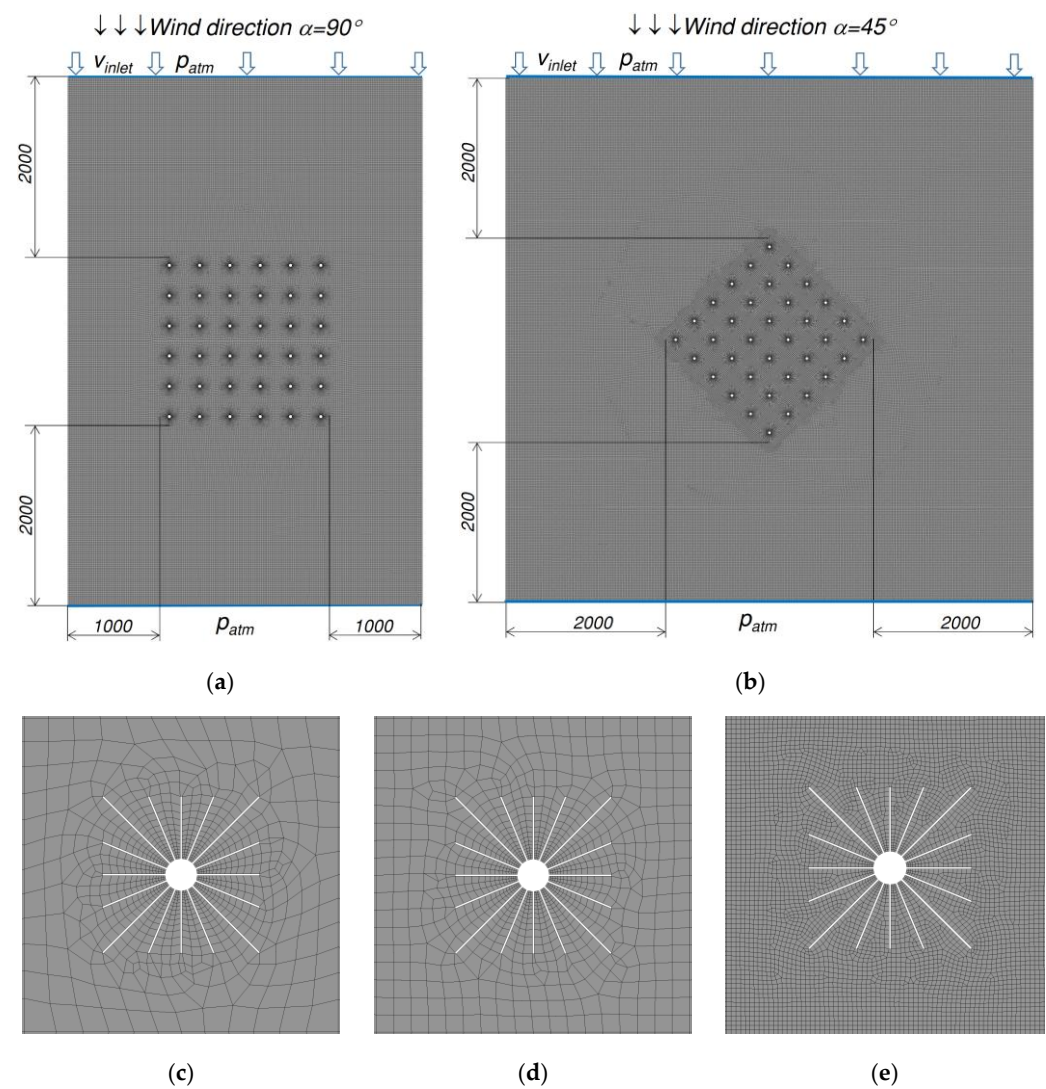 ↓ ↓ ↓ Wind direction α=90°
v_inlet p_atm
2000
2000
1000 p_atm 1000
(a)
↓ ↓ ↓ Wind direction α=45°
v_inlet p_atm
2000
2000
2000 p_atm 2000
(b)
(c) (d) (e)